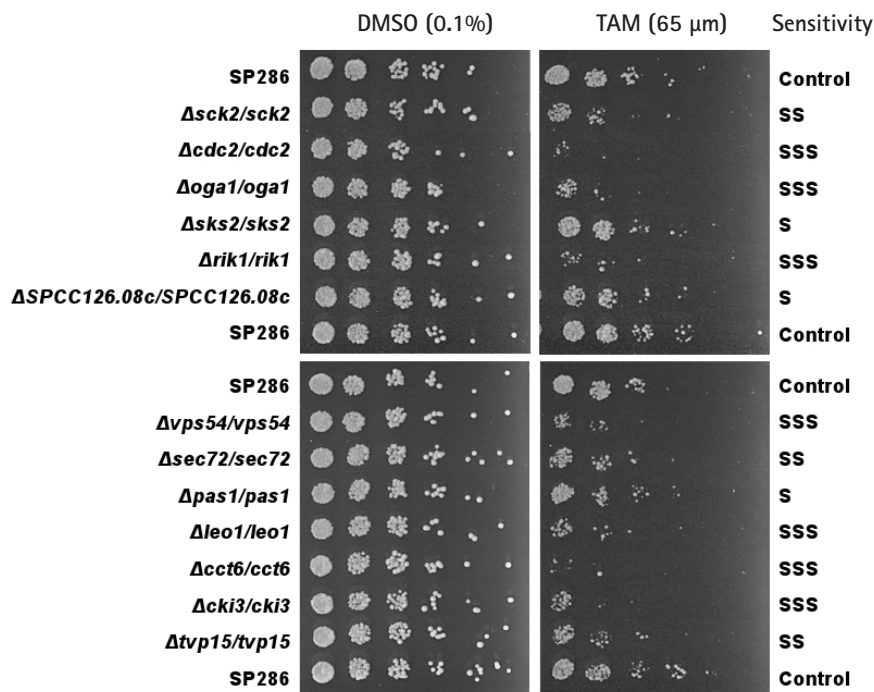 DMSO (0.1%) TAM (65 µm) Sensitivity
SP286 Control
Δsck2/sck2 SS
Δcdc2/cdc2 SSS
Δoga1/oga1 SSS
Δsks2/sks2 S
Δrik1/rik1 SSS
ΔSPCC126.08c/SPCC126.08c S
SP286 Control
SP286 Control
Δvps54/vps54 SSS
Δsec72/sec72 SS
Δpas1/pas1 S
Δleo1/leo1 SSS
Δcct6/cct6 SSS
Δcki3/cki3 SSS
Δtvp15/tvp15 SS
SP286 Control